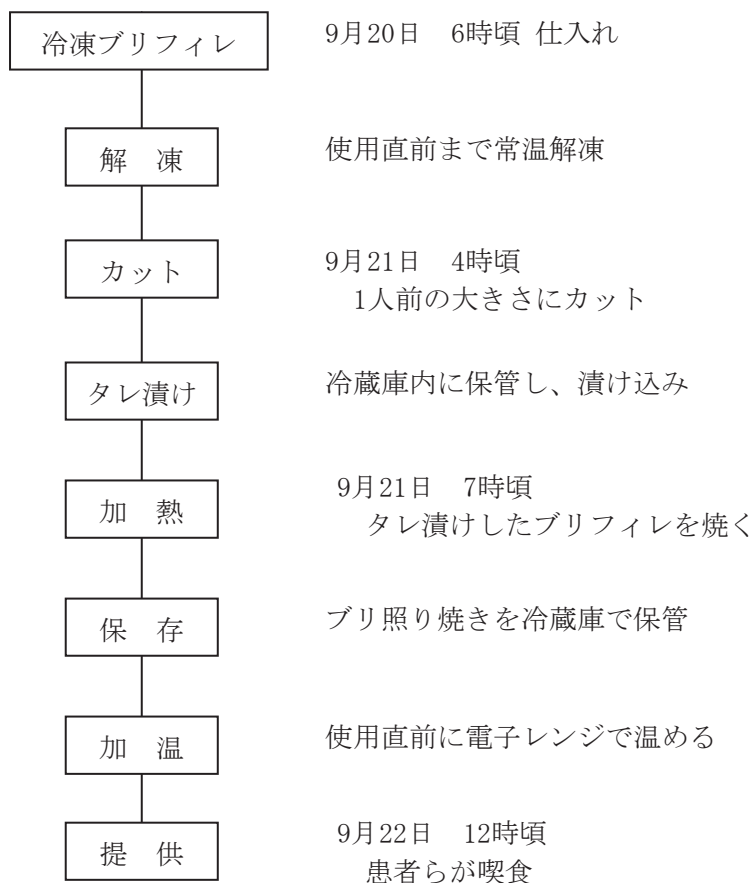 冷凍ブリフィレ
9月20日 6時頃 仕入れ
解 凍
使用直前まで常温解凍
カット
9月21日 4時頃
1人前の大きさにカット
タレ漬け
冷蔵庫内に保管し、漬け込み
加 熱
9月21日 7時頃
タレ漬けしたブリフィレを焼く
保 存
ブリ照り焼きを冷蔵庫で保管
加 温
使用直前に電子レンジで温める
提 供
9月22日 12時頃
患者らが喫食